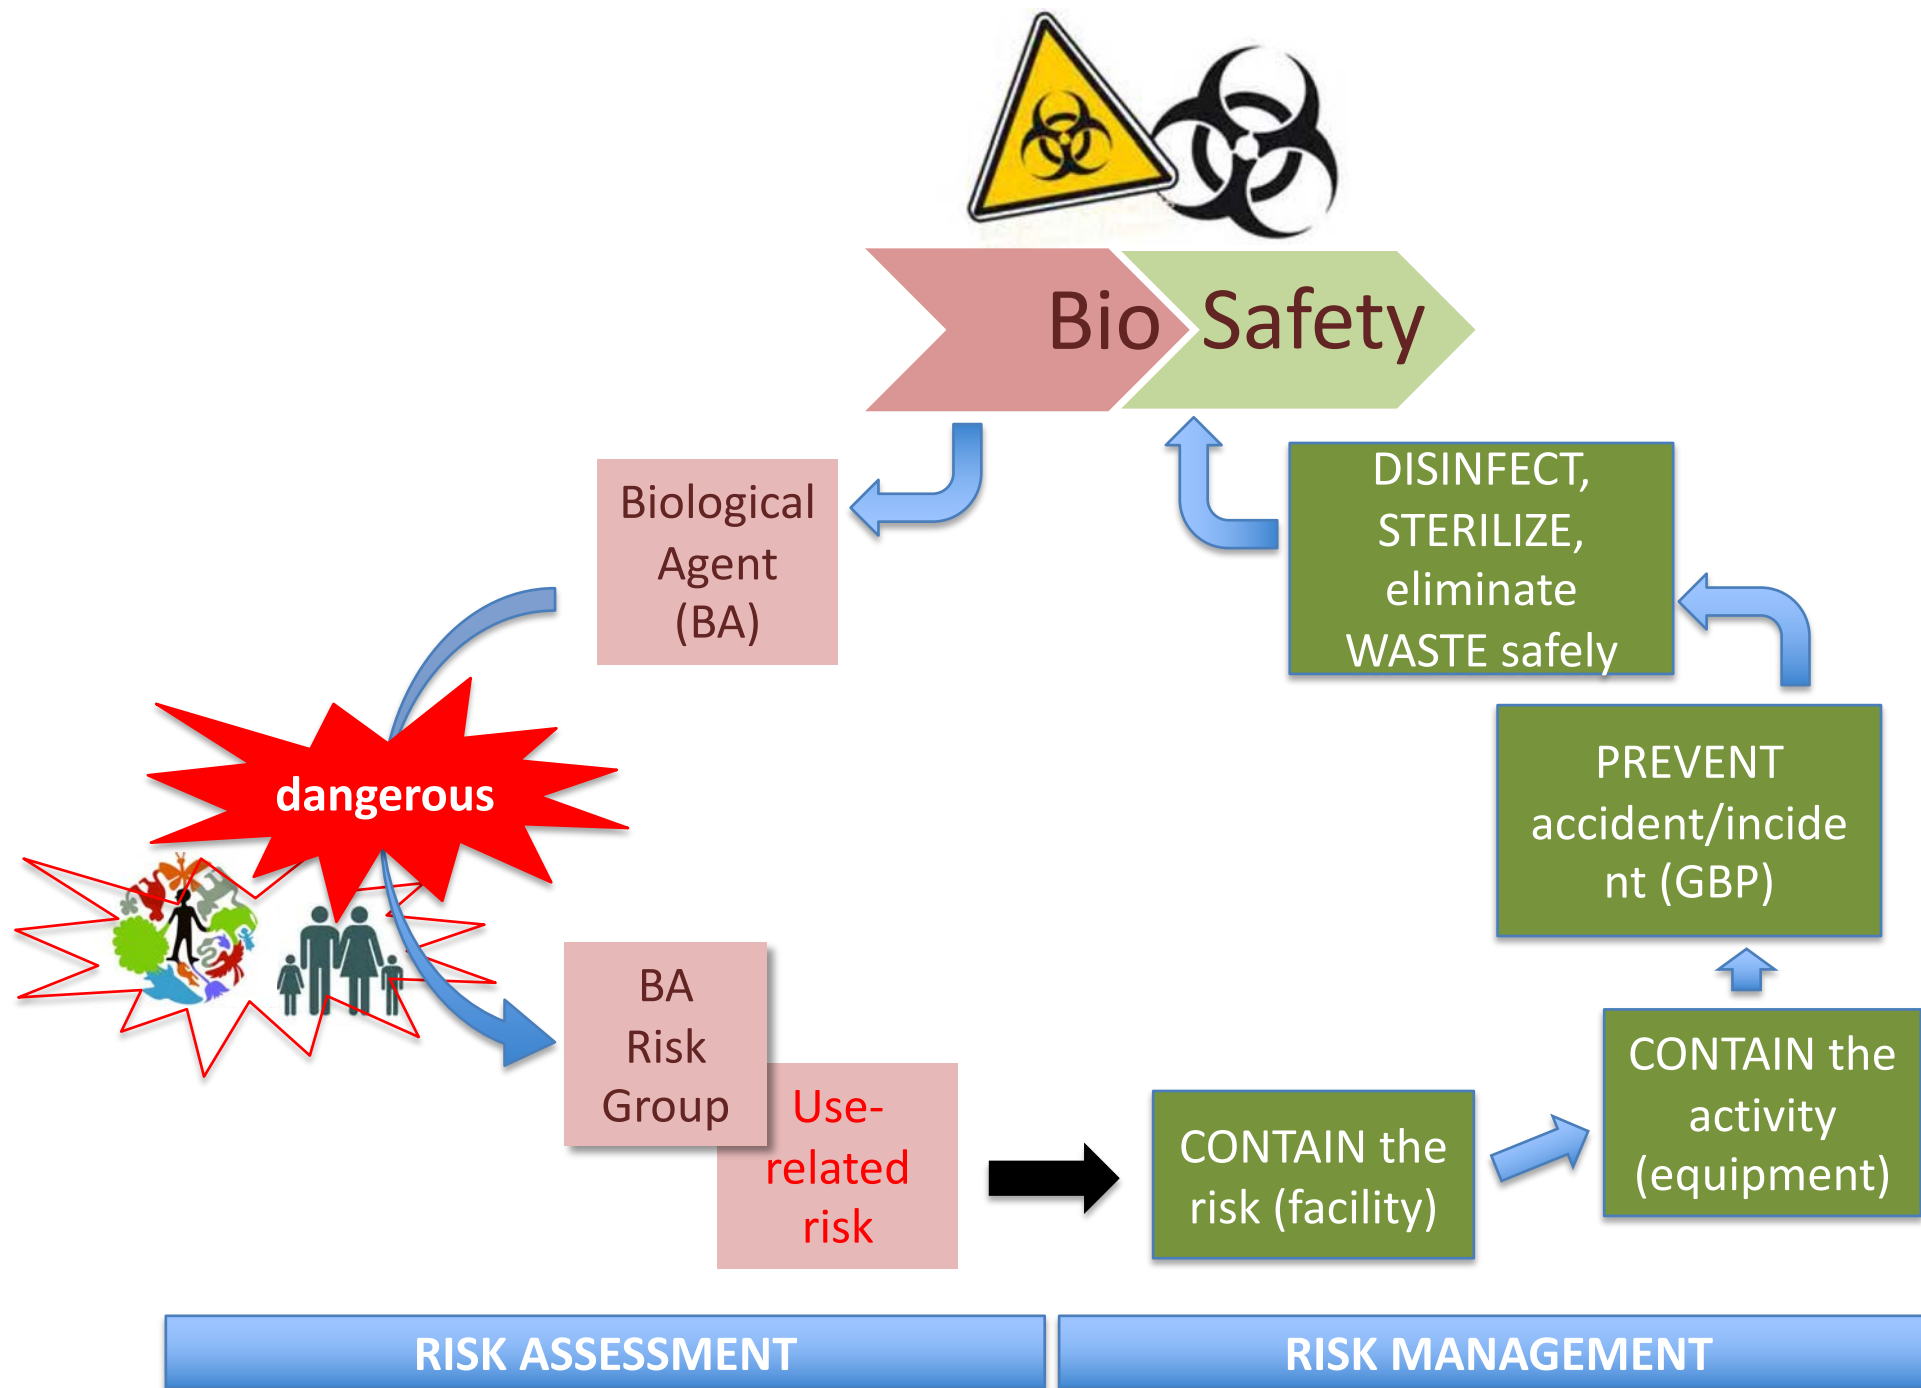 Bio Safety
Biological
Agent
(BA)
dangerous
BA
Risk
Group
Use-
related
risk
CONTAIN the
risk (facility)
CONTAIN the
activity
(equipment)
PREVENT
accident/incide
nt (GBP)
DISINFECT,
STERILIZE,
eliminate
WASTE safely
RISK ASSESSMENT
RISK MANAGEMENT